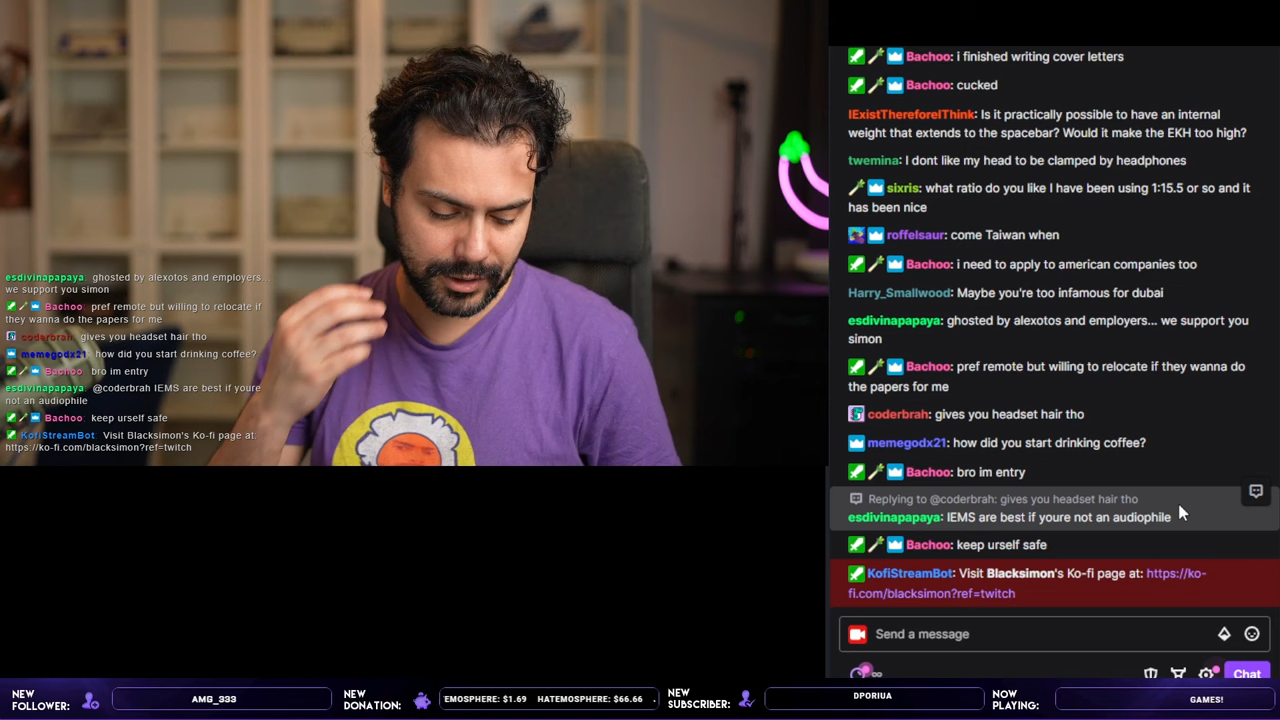 esdivinapapaya: ghosted by alexotos and employers...
we support you simon
Bachoo: pref remote but willing to relocate if
they wanna do the papers for me
coderbrah: gives you headset hair tho
memegodx21: how did you start drinking coffee?
Bachoo: bro im entry
esdivinapapaya: @coderbrah IEMS are best if youre
not an audiophile
Bachoo: keep urself safe
KofiStreamBot: Visit Blacksimon's Ko-fi page at:
https://ko-fi.com/blacksimon?ref=twitch
Bachoo: i finished writing cover letters
Bachoo: cucked
IExistThereforeIThink: Is it practically possible to have an internal
weight that extends to the spacebar? Would it make the EKH too high?
twemina: I dont like my head to be clamped by headphones
sixris: what ratio do you like I have been using 1:15.5 or so and it
has been nice
roffelsaur: come Taiwan when
Bachoo: i need to apply to american companies too
Harry_Smallwood: Maybe you're too infamous for dubai
esdivinapapaya: ghosted by alexotos and employers... we support you
simon
Bachoo: pref remote but willing to relocate if they wanna do
the papers for me
coderbrah: gives you headset hair tho
memegodx21: how did you start drinking coffee?
Bachoo: bro im entry
Replying to @coderbrah: gives you headset hair tho
esdivinapapaya: IEMS are best if youre not an audiophile
Bachoo: keep urself safe
KofiStreamBot: Visit Blacksimon's Ko-fi page at: https://ko-
fi.com/blacksimon?ref=twitch
Send a message
Chat
NEW
FOLLOWER:
AMG_333
NEW
DONATION:
EMOSPHERE: $1.69 HATEMOSPHERE: $66.66
NEW
SUBSCRIBER:
DPORIUA
NOW
PLAYING:
GAMES!